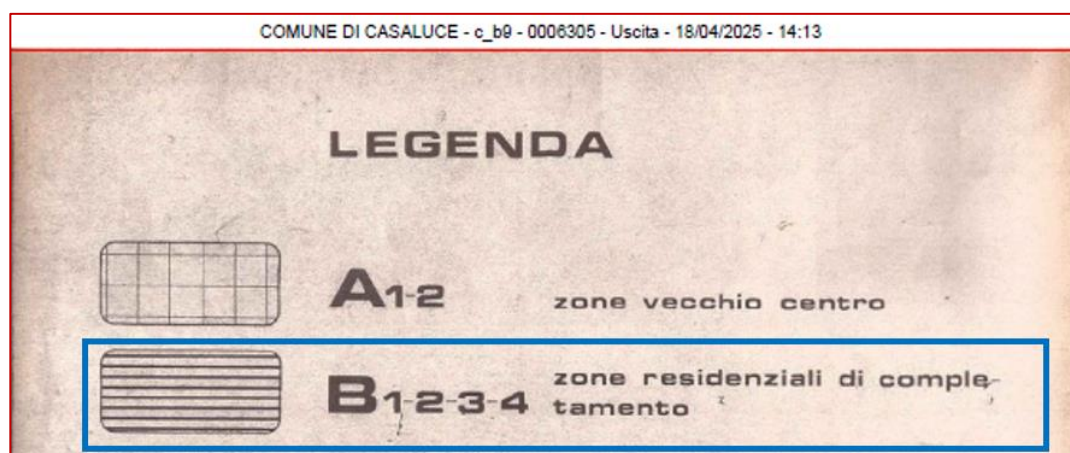 COMUNE DI CASALUCE - c_b9 - 0006305 - Uscita - 18/04/2025 - 14:13
LEGENDA
A1-2 zone vecchio centro
B1-2-3-4 zone residenziali di comple-
tamento